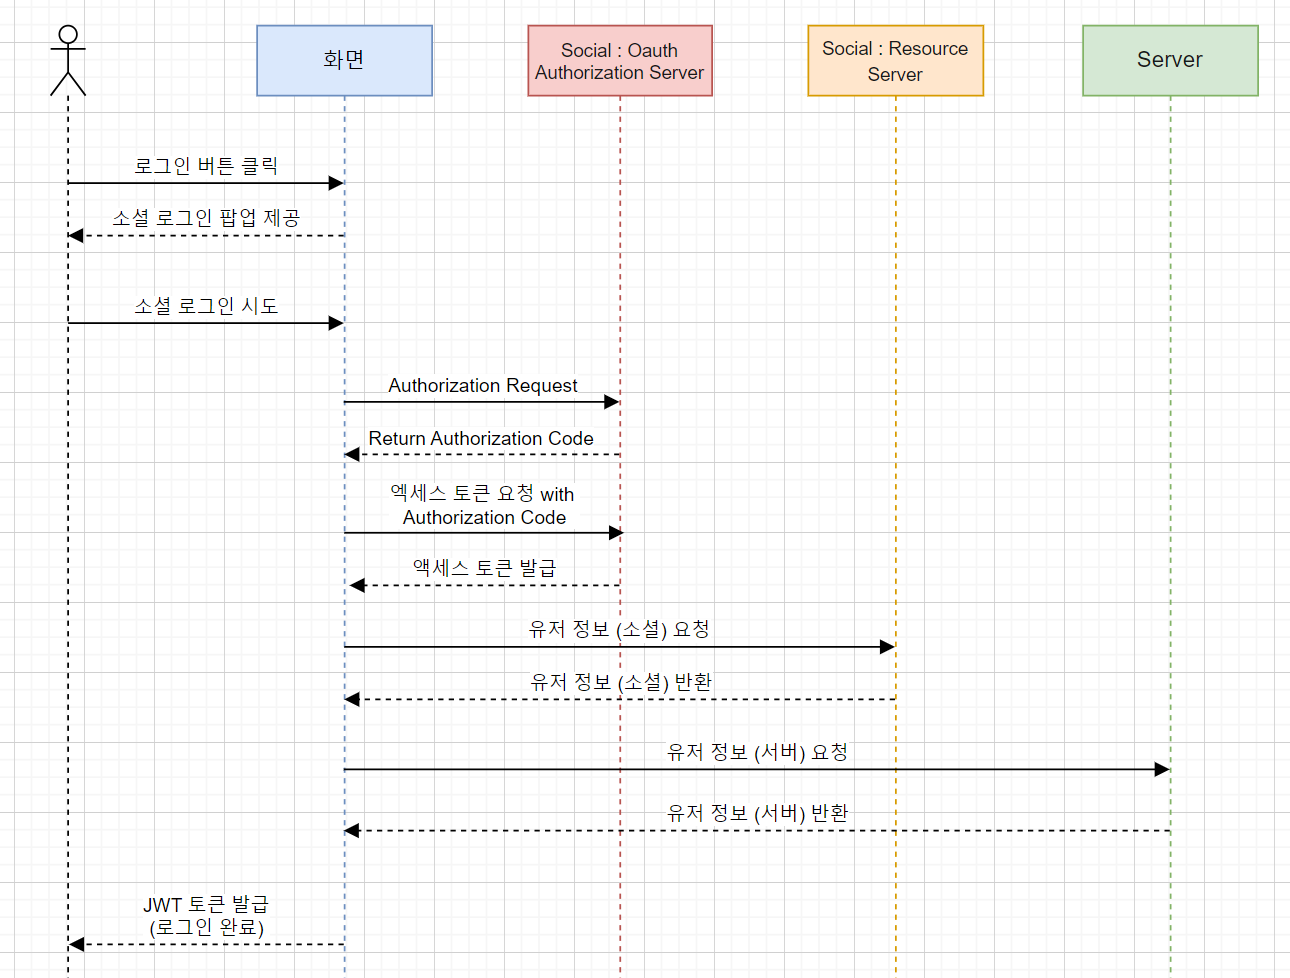 화면
Social : Oauth
Authorization Server
Social : Resource
Server
Server
로그인 버튼 클릭
소셜 로그인 팝업 제공
소셜 로그인 시도
Authorization Request
Return Authorization Code
엑세스 토큰 요청 with
Authorization Code
액세스 토큰 발급
유저 정보 (소셜) 요청
유저 정보 (소셜) 반환
유저 정보 (서버) 요청
유저 정보 (서버) 반환
JWT 토큰 발급
(로그인 완료)